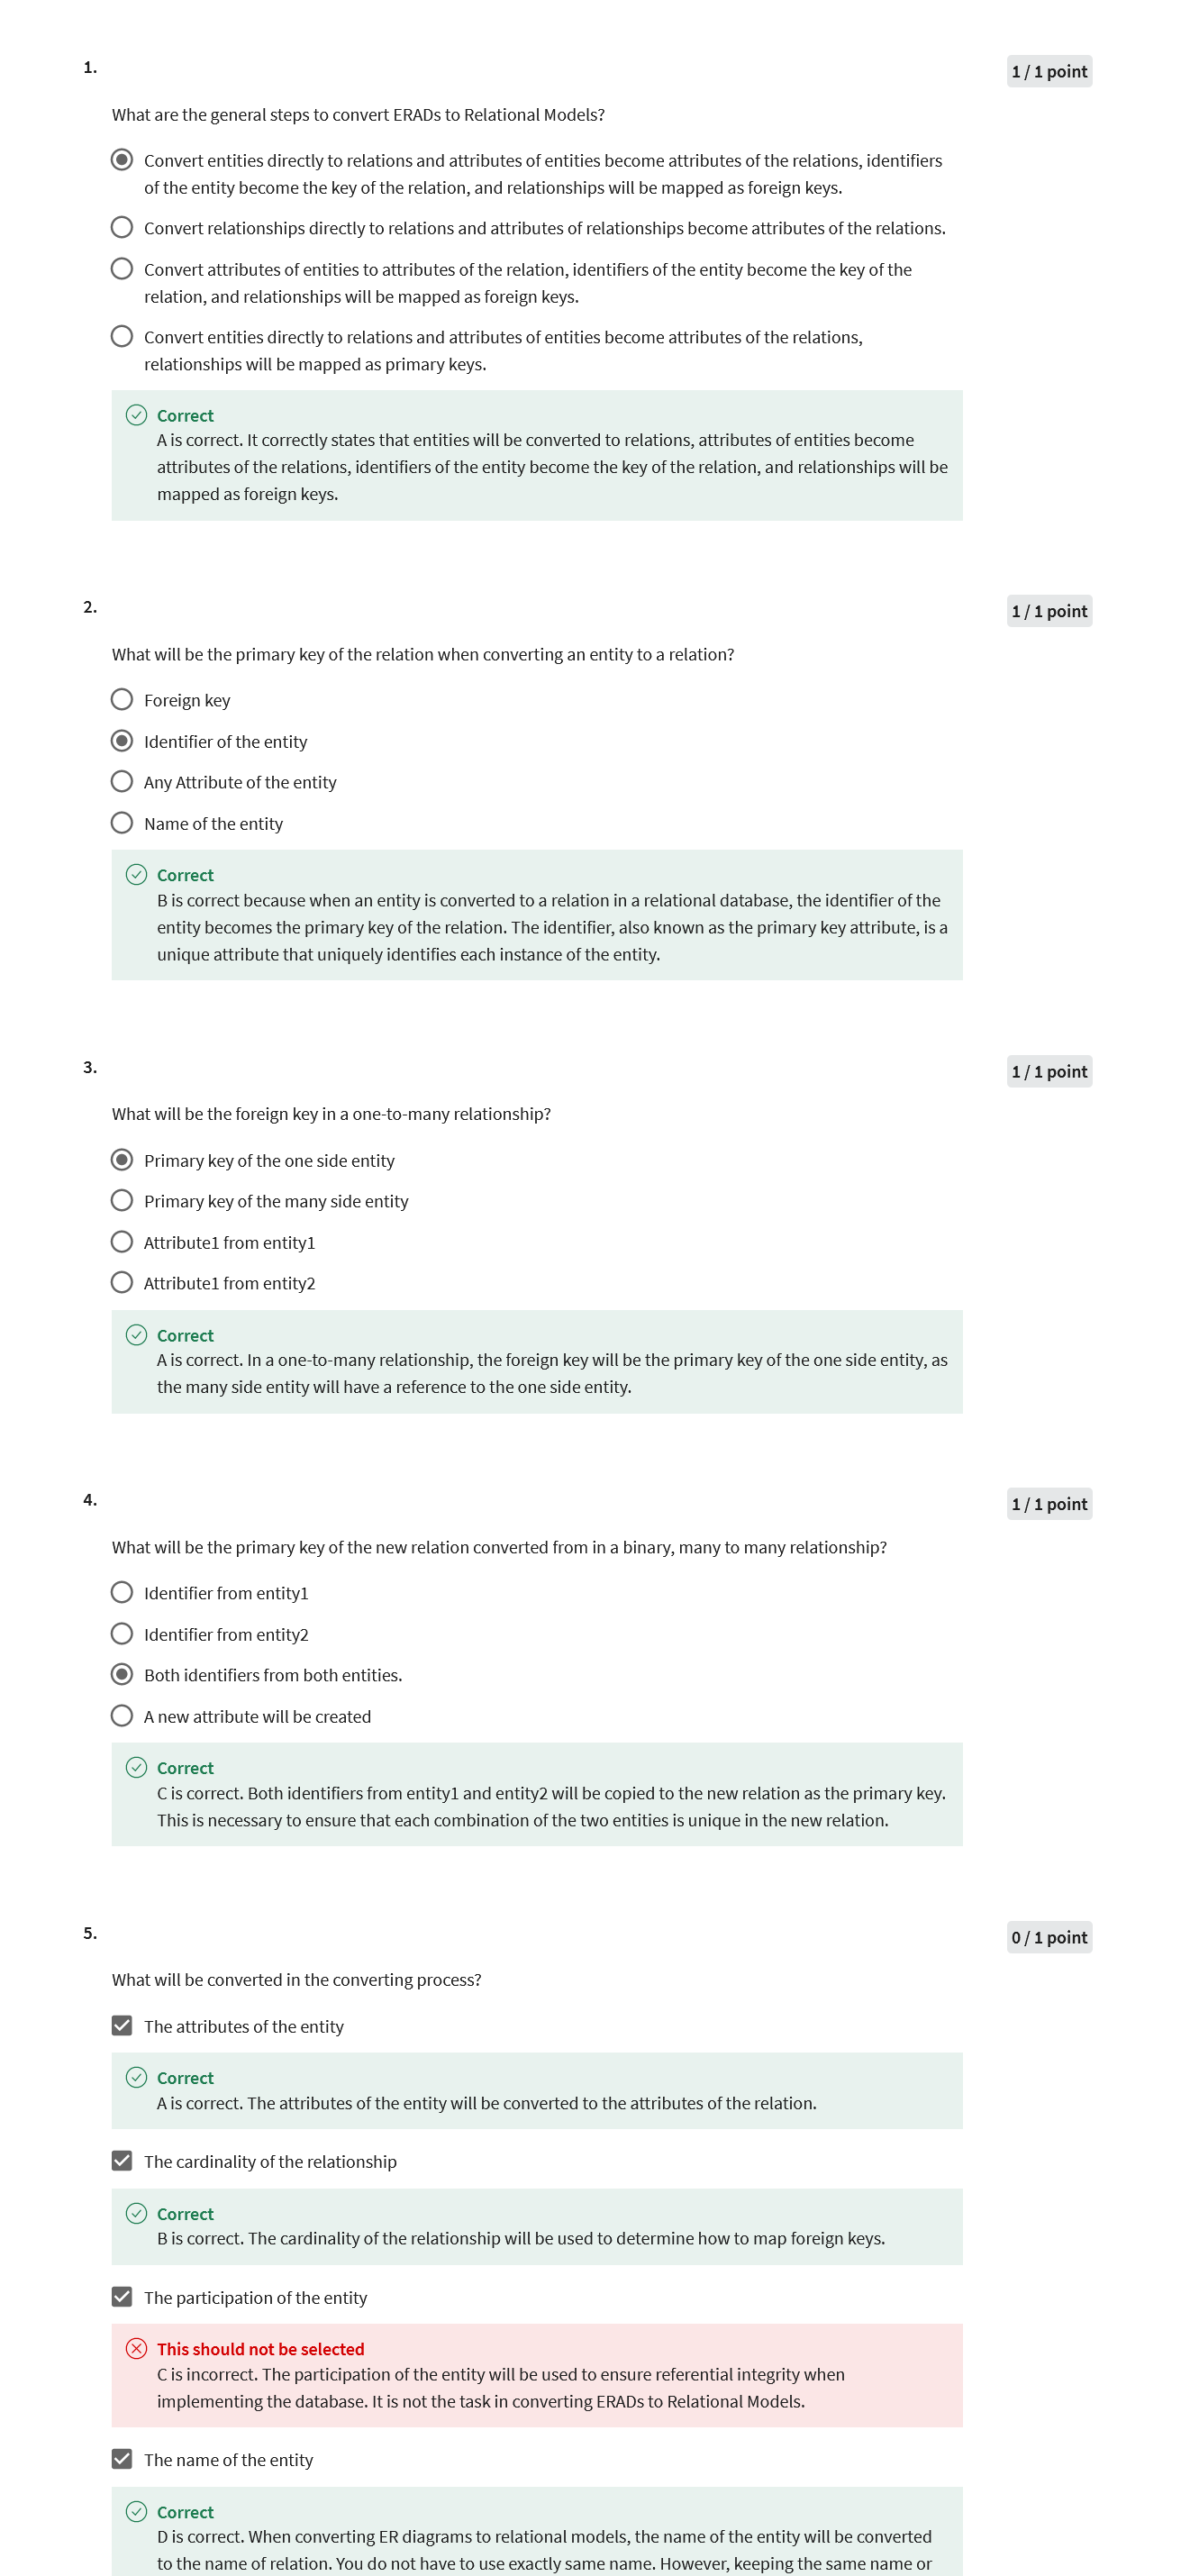 1.
1 / 1 point
What are the general steps to convert ERADs to Relational Models?
Convert entities directly to relations and attributes of entities become attributes of the relations, identifiers
of the entity become the key of the relation, and relationships will be mapped as foreign keys.
Convert relationships directly to relations and attributes of relationships become attributes of the relations.
Convert attributes of entities to attributes of the relation, identifiers of the entity become the key of the
relation, and relationships will be mapped as foreign keys.
Convert entities directly to relations and attributes of entities become attributes of the relations,
relationships will be mapped as primary keys.
Correct
A is correct. It correctly states that entities will be converted to relations, attributes of entities become
attributes of the relations, identifiers of the entity become the key of the relation, and relationships will be
mapped as foreign keys.
2.
1 / 1 point
What will be the primary key of the relation when converting an entity to a relation?
Foreign key
Identifier of the entity
Any Attribute of the entity
Name of the entity
Correct
B is correct because when an entity is converted to a relation in a relational database, the identifier of the
entity becomes the primary key of the relation. The identifier, also known as the primary key attribute, is a
unique attribute that uniquely identifies each instance of the entity.
3.
1 / 1 point
What will be the foreign key in a one-to-many relationship?
Primary key of the one side entity
Primary key of the many side entity
Attribute1 from entity1
Attribute1 from entity2
Correct
A is correct. In a one-to-many relationship, the foreign key will be the primary key of the one side entity, as
the many side entity will have a reference to the one side entity.
4.
1 / 1 point
What will be the primary key of the new relation converted from in a binary, many to many relationship?
Identifier from entity1
Identifier from entity2
Both identifiers from both entities.
A new attribute will be created
Correct
C is correct. Both identifiers from entity1 and entity2 will be copied to the new relation as the primary key.
This is necessary to ensure that each combination of the two entities is unique in the new relation.
5.
0 / 1 point
What will be converted in the converting process?
The attributes of the entity
Correct
A is correct. The attributes of the entity will be converted to the attributes of the relation.
The cardinality of the relationship
Correct
B is correct. The cardinality of the relationship will be used to determine how to map foreign keys.
The participation of the entity
This should not be selected
C is incorrect. The participation of the entity will be used to ensure referential integrity when
implementing the database. It is not the task in converting ERADs to Relational Models.
The name of the entity
Correct
D is correct. When converting ER diagrams to relational models, the name of the entity will be converted
to the name of relation. You do not have to use exactly same name. However, keeping the same name or